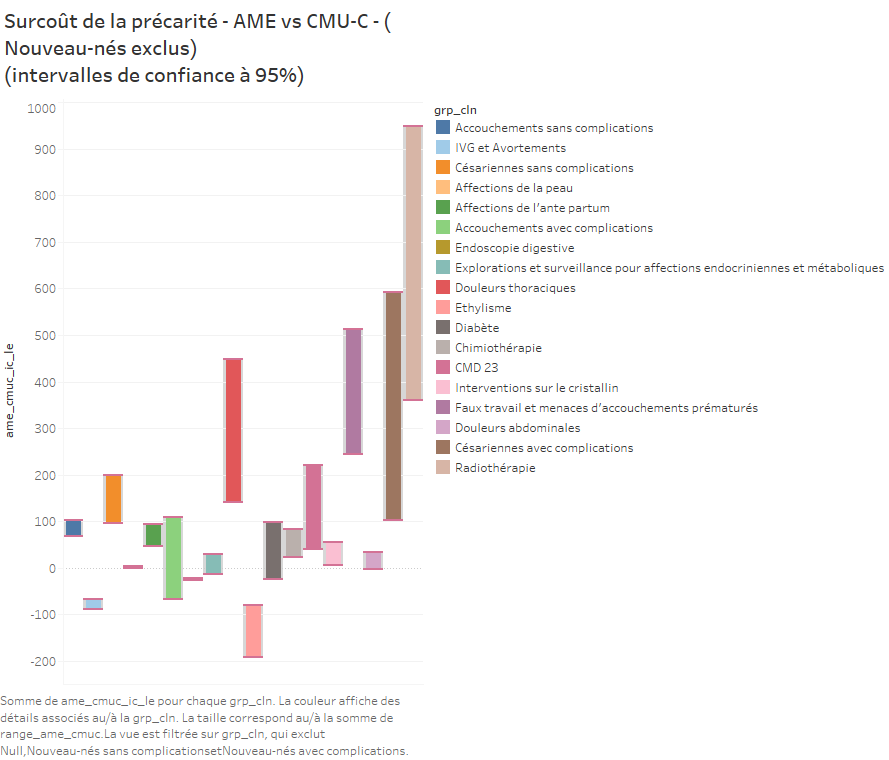 Surcoût de la précarité - AME vs CMU-C - (
Nouveau-nés exclus)
(intervalles de confiance à 95%)
ame_cmuc_ic_le
1000
900
800
700
600
500
400
300
200
100
0
-100
-200
grp_cln
Accouchements sans complications
IVG et Avortements
Césariennes sans complications
Affections de la peau
Affections de l'ante partum
Accouchements avec complications
Endoscopie digestive
Explorations et surveillance pour affections endocriniennes et métaboliques
Douleurs thoraciques
Ethylisme
Diabète
Chimiothérapie
CMD 23
Interventions sur le cristallin
Faux travail et menaces d'accouchements prématurés
Douleurs abdominales
Césariennes avec complications
Radiothérapie
Somme de ame_cmuc_ic_le pour chaque grp_cln. La couleur affiche des
détails associés au/à la grp_cln. La taille correspond au/à la somme de
range_ame_cmuc.La vue est filtrée sur grp_cln, qui exclut
Null,Nouveau-nés sans complicationsetNouveau-nés avec complications.